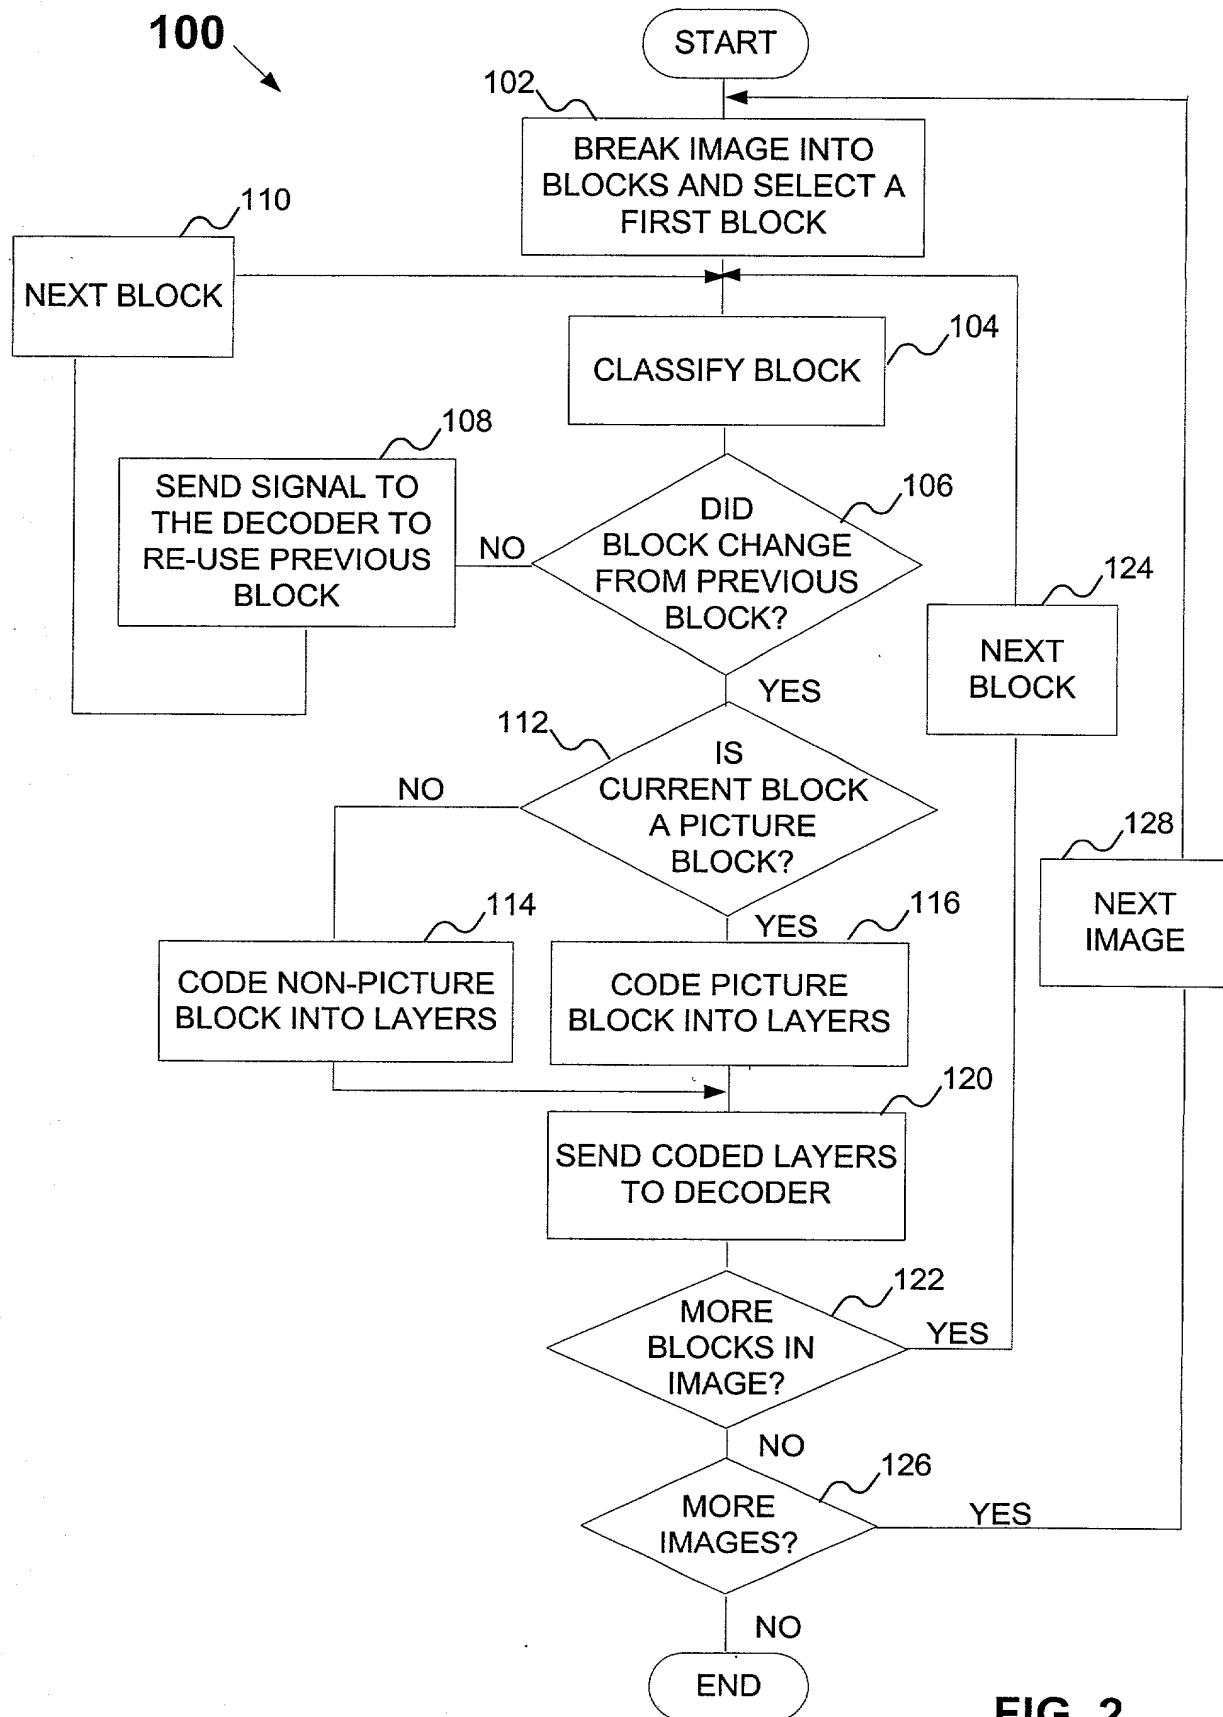 100
START
102
BREAK IMAGE INTO
BLOCKS AND SELECT A
FIRST BLOCK
110
NEXT BLOCK
104
CLASSIFY BLOCK
108
SEND SIGNAL TO
THE DECODER TO
RE-USE PREVIOUS
BLOCK
NO
106
DID
BLOCK CHANGE
FROM PREVIOUS
BLOCK?
YES
124
NEXT
BLOCK
112
IS
CURRENT BLOCK
A PICTURE
BLOCK?
NO
YES
128
NEXT
IMAGE
114
CODE NON-PICTURE
BLOCK INTO LAYERS
116
CODE PICTURE
BLOCK INTO LAYERS
120
SEND CODED LAYERS
TO DECODER
122
MORE
BLOCKS IN
IMAGE?
YES
NO
126
MORE
IMAGES?
YES
NO
END
FIG. 2